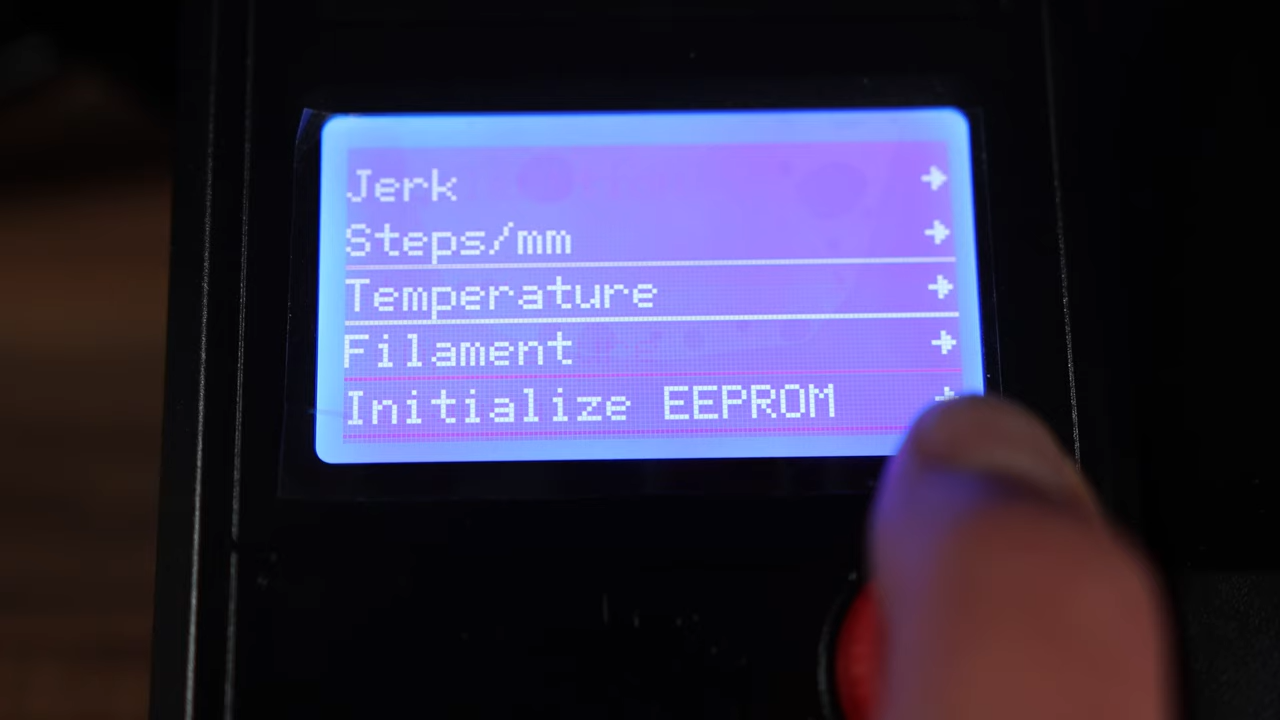 Jerk
Steps/mm
Temperature
Filament
Initialize EEPROM